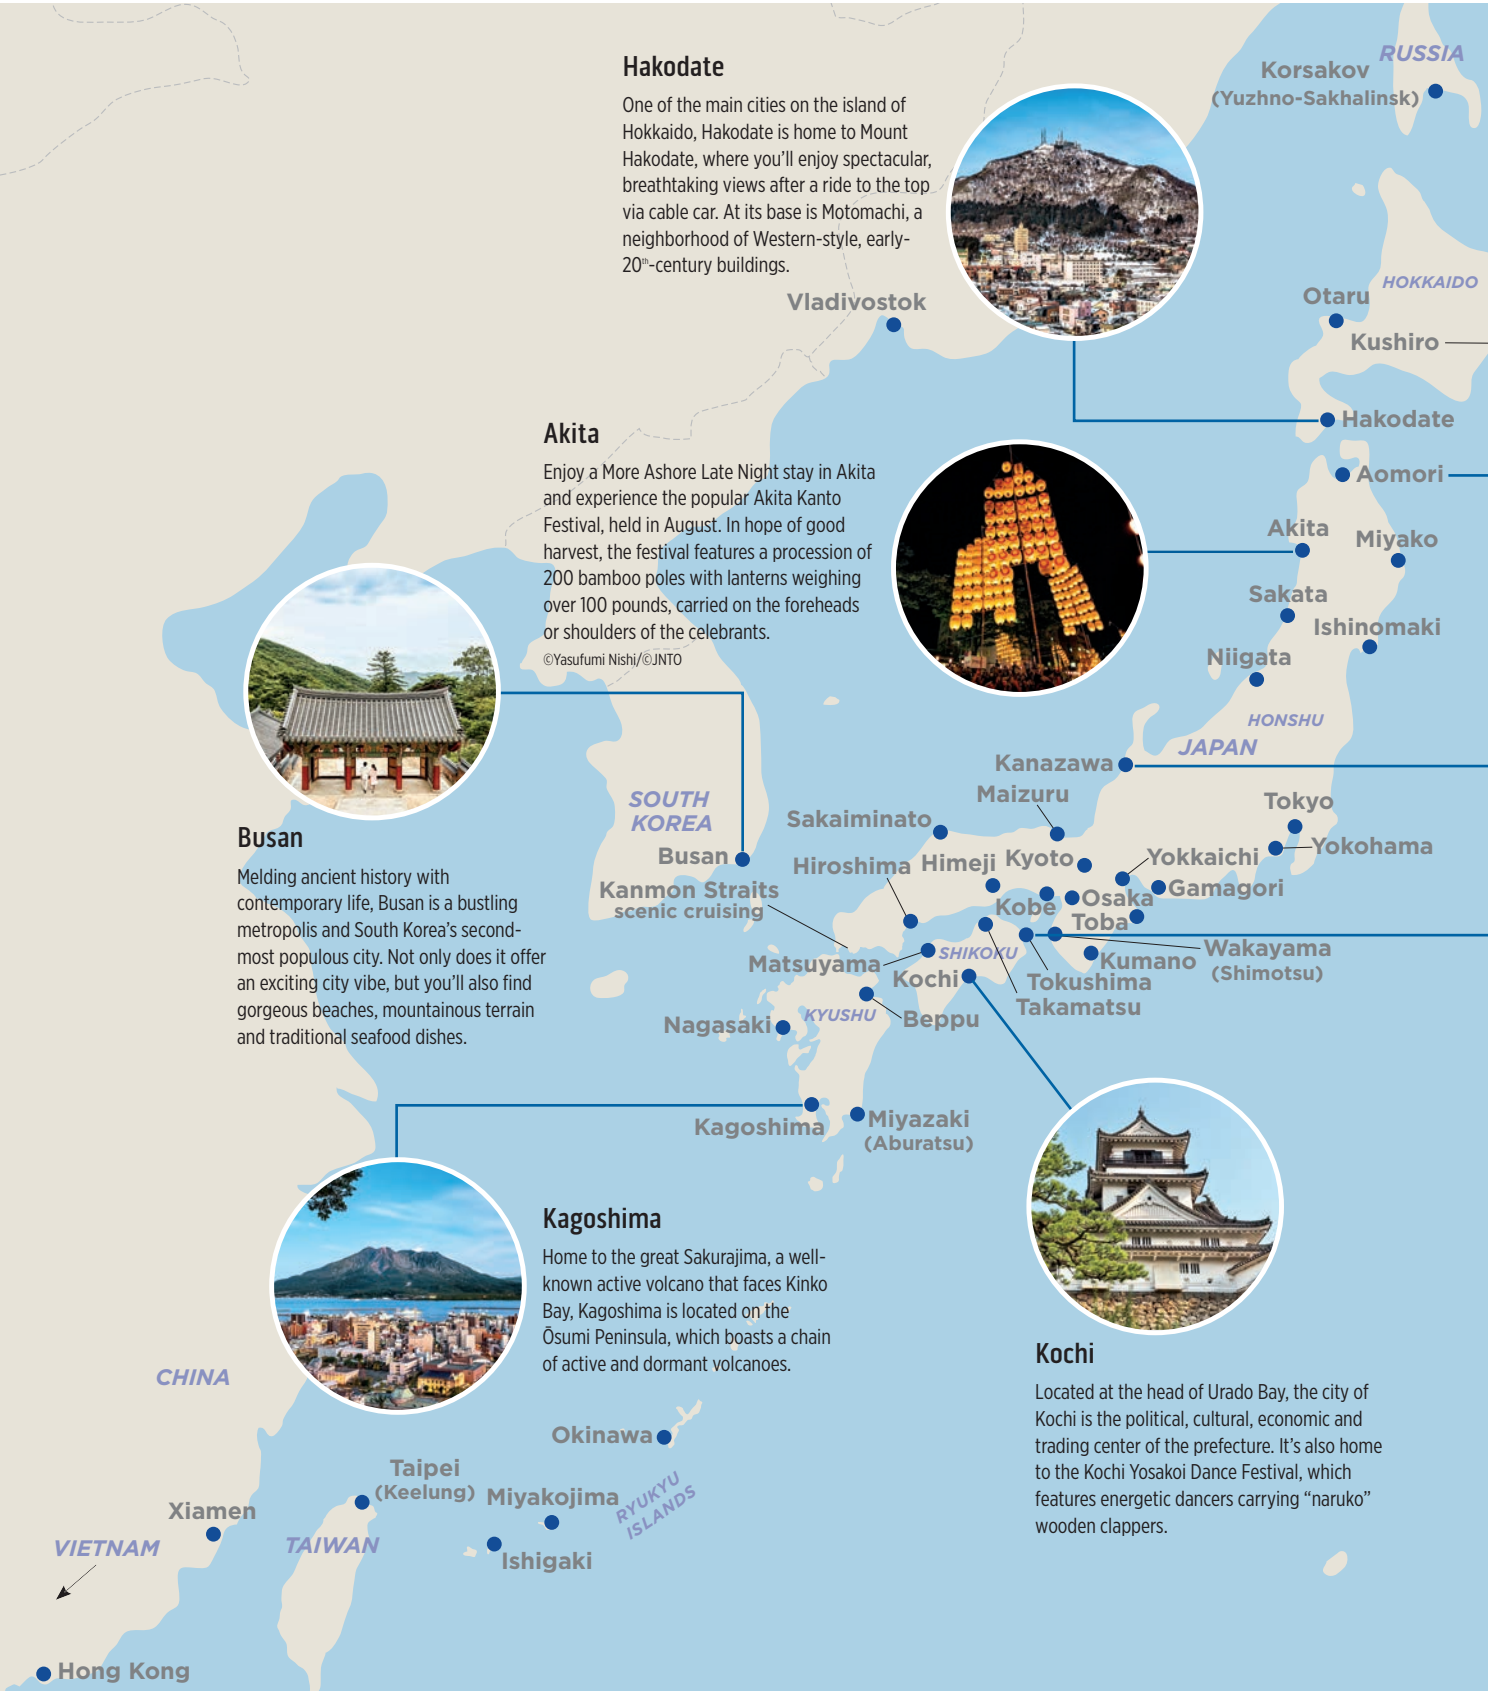 Hakodate
One of the main cities on the island of
Hokkaido, Hakodate is home to Mount
Hakodate, where you’ll enjoy spectacular,
breathtaking views after a ride to the top
via cable car. At its base is Motomachi, a
neighborhood of Western-style, early-
20th-century buildings.
RUSSIA
Korsakov
(Yuzhno-Sakhalinsk)
Vladivostok
HOKKAIDO
Otaru
Kushiro
Hakodate
Akita
Enjoy a More Ashore Late Night stay in Akita
and experience the popular Akita Kanto
Festival, held in August. In hope of good
harvest, the festival features a procession of
200 bamboo poles with lanterns weighing
over 100 pounds, carried on the foreheads
or shoulders of the celebrants.
©Yasufumi Nishi/©JNTO
Aomori
Akita
Miyako
Sakata
Ishinomaki
Niigata
HONSHU
JAPAN
Kanazawa
Maizuru
Tokyo
Sakaiminato
Yokohama
Hiroshima
Himeji
Kyoto
Yokkaichi
Gamagori
Kobe
Osaka
Toba
SOUTH
KOREA
Busan
Kanmon Straits
scenic cruising
Matsuyama
SHIKOKU
Kochi
Kumano
Wakayama
(Shimotsu)
Tokushima
Takamatsu
Nagasaki
KYUSHU
Beppu
Kagoshima
Miyazaki
(Aburatsu)
Busan
Melding ancient history with
contemporary life, Busan is a bustling
metropolis and South Korea’s second-
most populous city. Not only does it offer
an exciting city vibe, but you’ll also find
gorgeous beaches, mountainous terrain
and traditional seafood dishes.
Kagoshima
Home to the great Sakurajima, a well-
known active volcano that faces Kinko
Bay, Kagoshima is located on the
Ōsumi Peninsula, which boasts a chain
of active and dormant volcanoes.
Kochi
Located at the head of Urado Bay, the city of
Kochi is the political, cultural, economic and
trading center of the prefecture. It’s also home
to the Kochi Yosakoi Dance Festival, which
features energetic dancers carrying “naruko”
wooden clappers.
CHINA
Okinawa
Taipei
(Keelung)
Miyakojima
RYUKYU
ISLANDS
Xiamen
VIETNAM
TAIWAN
Ishigaki
Hong Kong